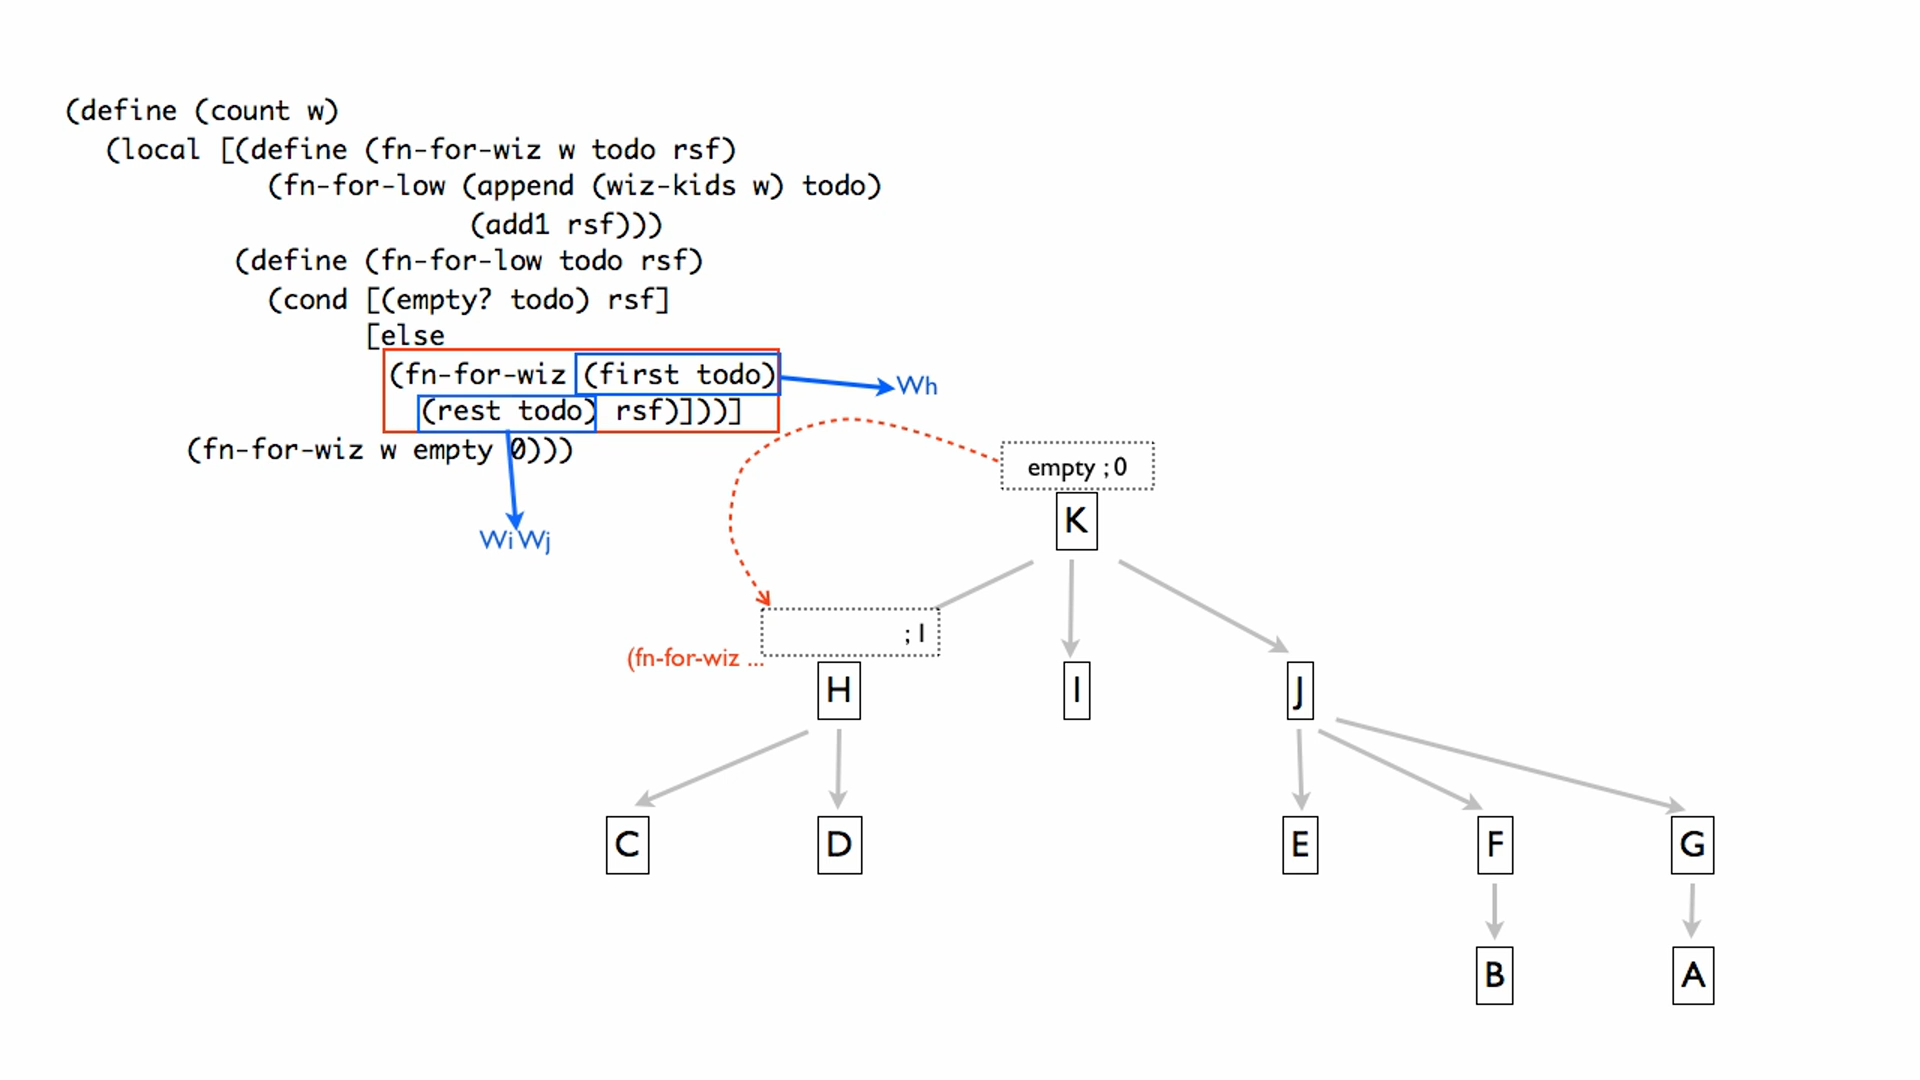 (define (count w)
(local [(define (fn-for-wiz w todo rsf)
(fn-for-low (append (wiz-kids w) todo)
(add1 rsf)))
(define (fn-for-low todo rsf)
(cond [(empty? todo) rsf]
[else
(fn-for-wiz (first todo)
Wh
(rest todo) rsf)]))]
(fn-for-wiz w empty 0)))
empty ; 0
K
Wi Wj
; 1
(fn-for-wiz ...
H
I
J
C
D
E
F
G
B
A